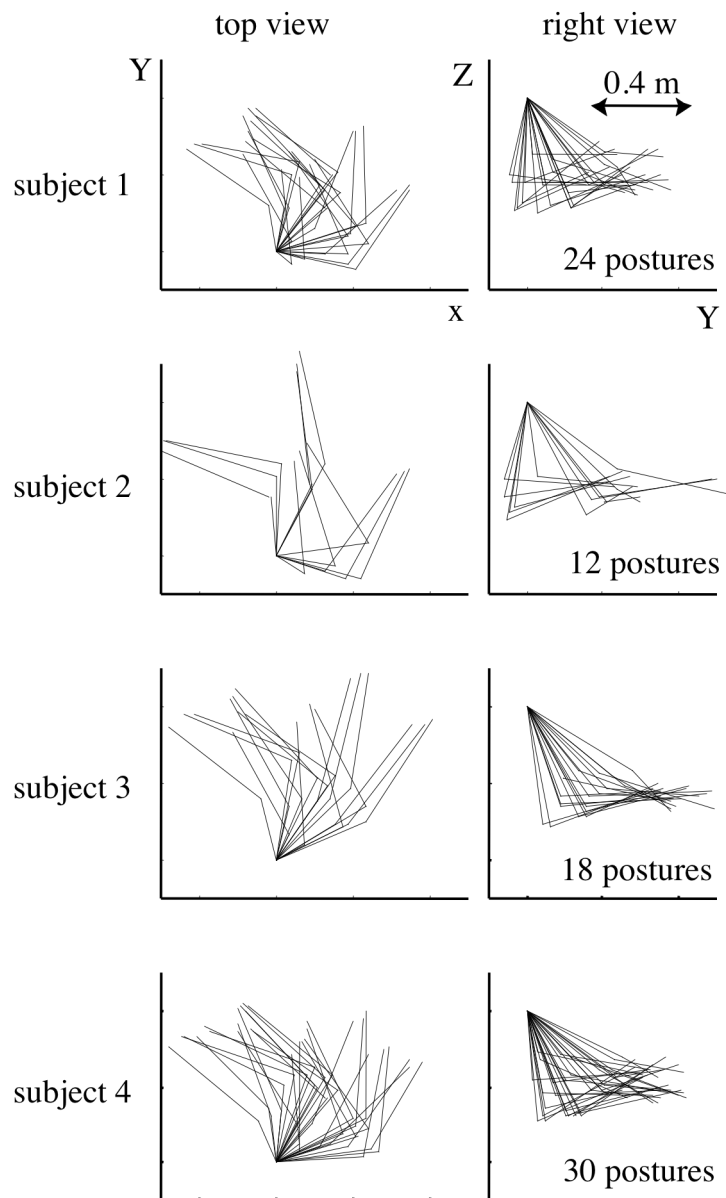 top view
right view
Y
Z
0.4 m
subject 1
24 postures
x
Y
subject 2
12 postures
subject 3
18 postures
subject 4
30 postures